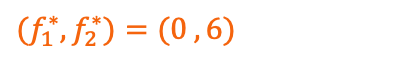 (f₁*, f₂*) = (0 ,6)